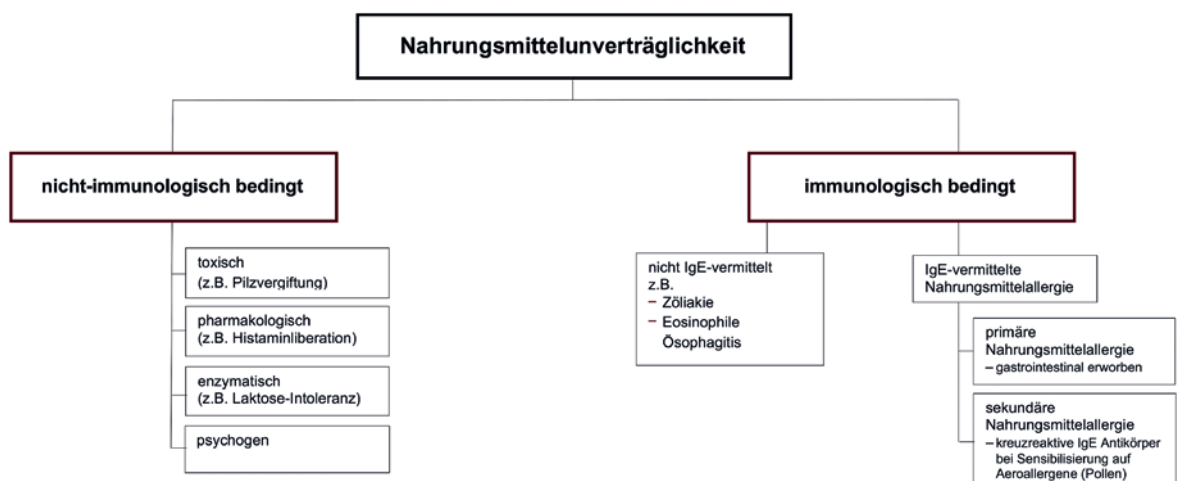 Nahrungsmittelunverträglichkeit
nicht-immunologisch bedingt
toxisch
(z.B. Pilzvergiftung)
pharmakologisch
(z.B. Histaminliberation)
enzymatisch
(z.B. Laktose-Intoleranz)
psychogen
immunologisch bedingt
nicht IgE-vermittelt
z.B.
– Zöliakie
– Eosinophile
Ösophagitis
IgE-vermittelte
Nahrungsmittelallergie
primäre
Nahrungsmittelallergie
– gastrointestinal erworben
sekundäre
Nahrungsmittelallergie
– kreuzreaktive IgE Antikörper
bei Sensibilisierung auf
Aeroallergene (Pollen)